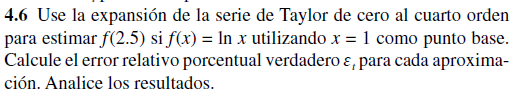 4.6 Use la expansión de la serie de Taylor de cero al cuarto orden
para estimar f(2.5) si f(x) = ln x utilizando x = 1 como punto base.
Calcule el error relativo porcentual verdadero εt para cada aproxima-
ción. Analice los resultados.